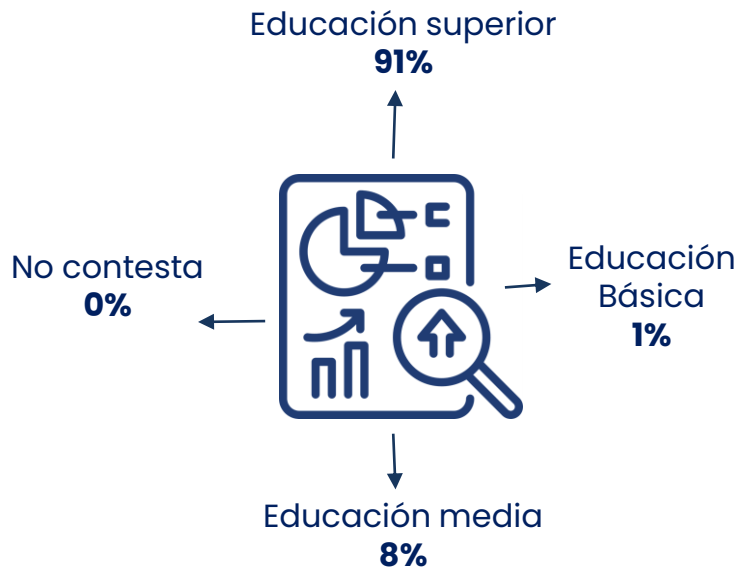 Educación superior
91%
No contesta
0%
Educación
Básica
1%
Educación media
8%